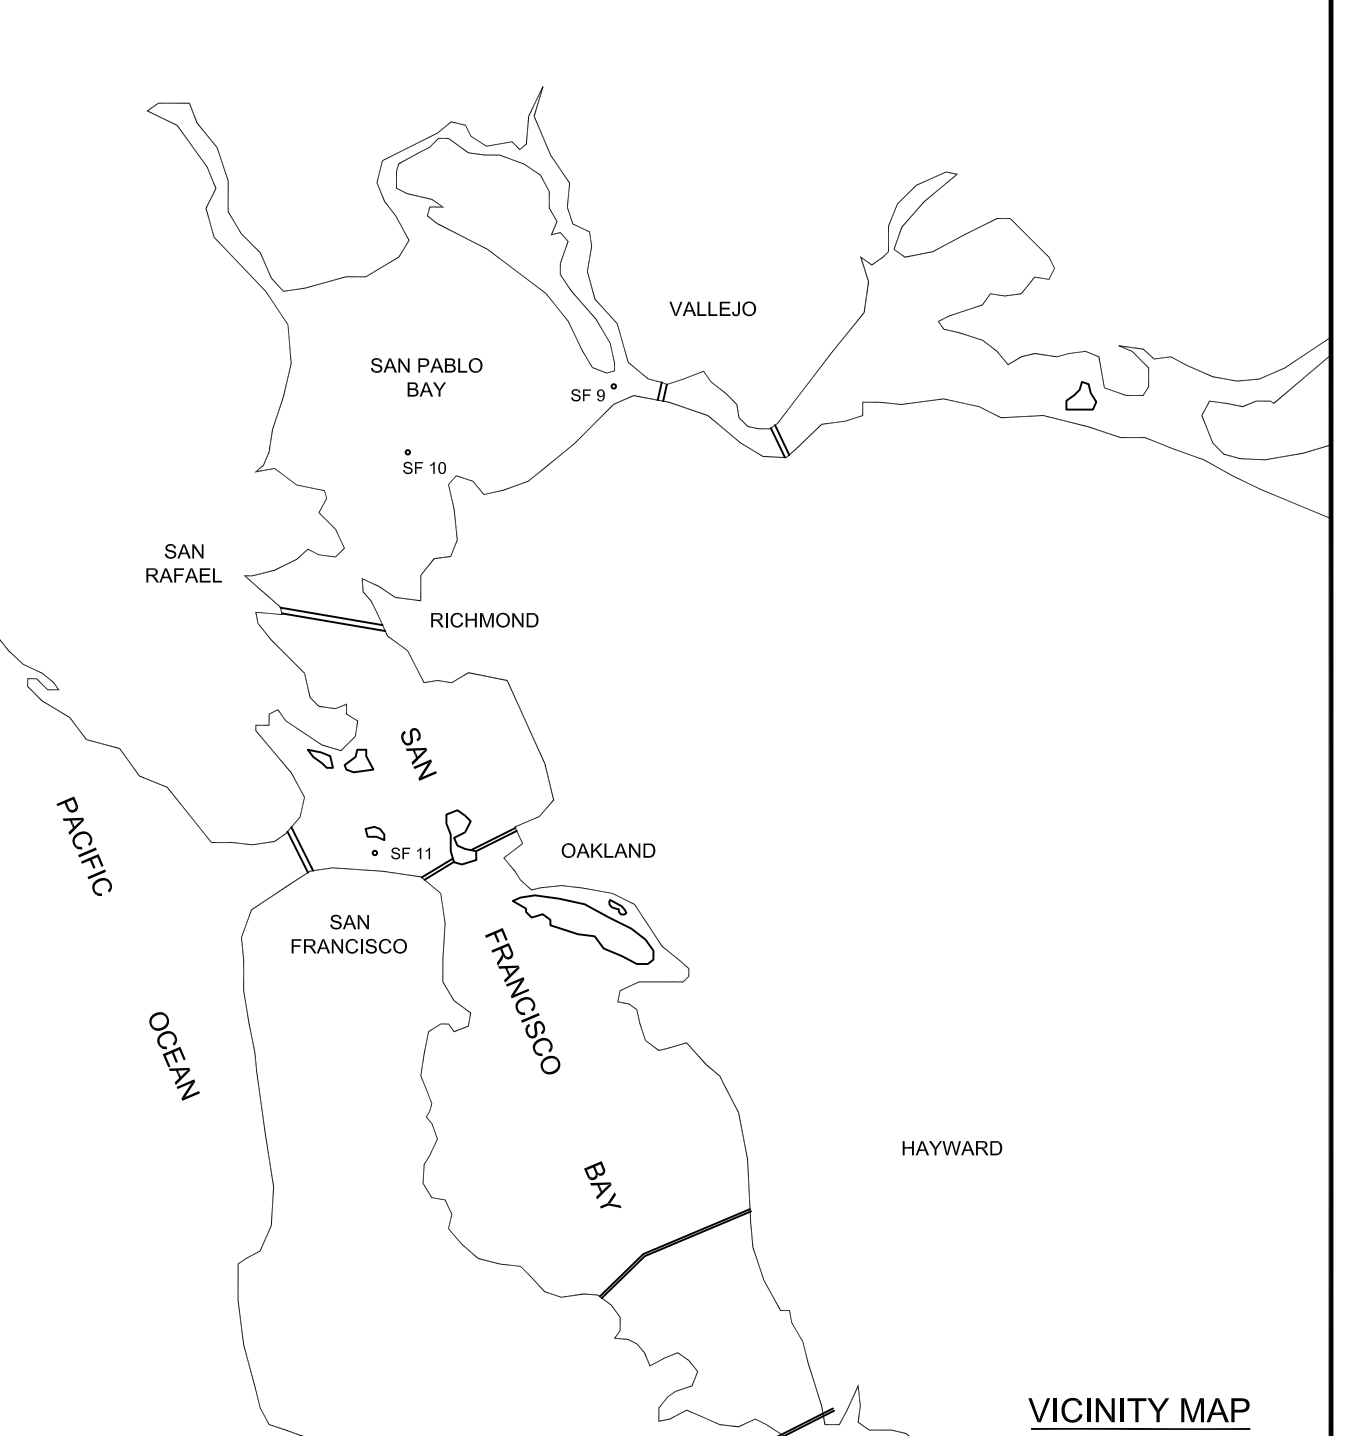 VALLEJO
SAN PABLO
BAY
SF 9
SF 10
SAN
RAFAEL
RICHMOND
SAN
PACIFIC
SF 11
OAKLAND
SAN
FRANCISCO
FRANCISCO
OCEAN
HAYWARD
BAY
VICINITY MAP